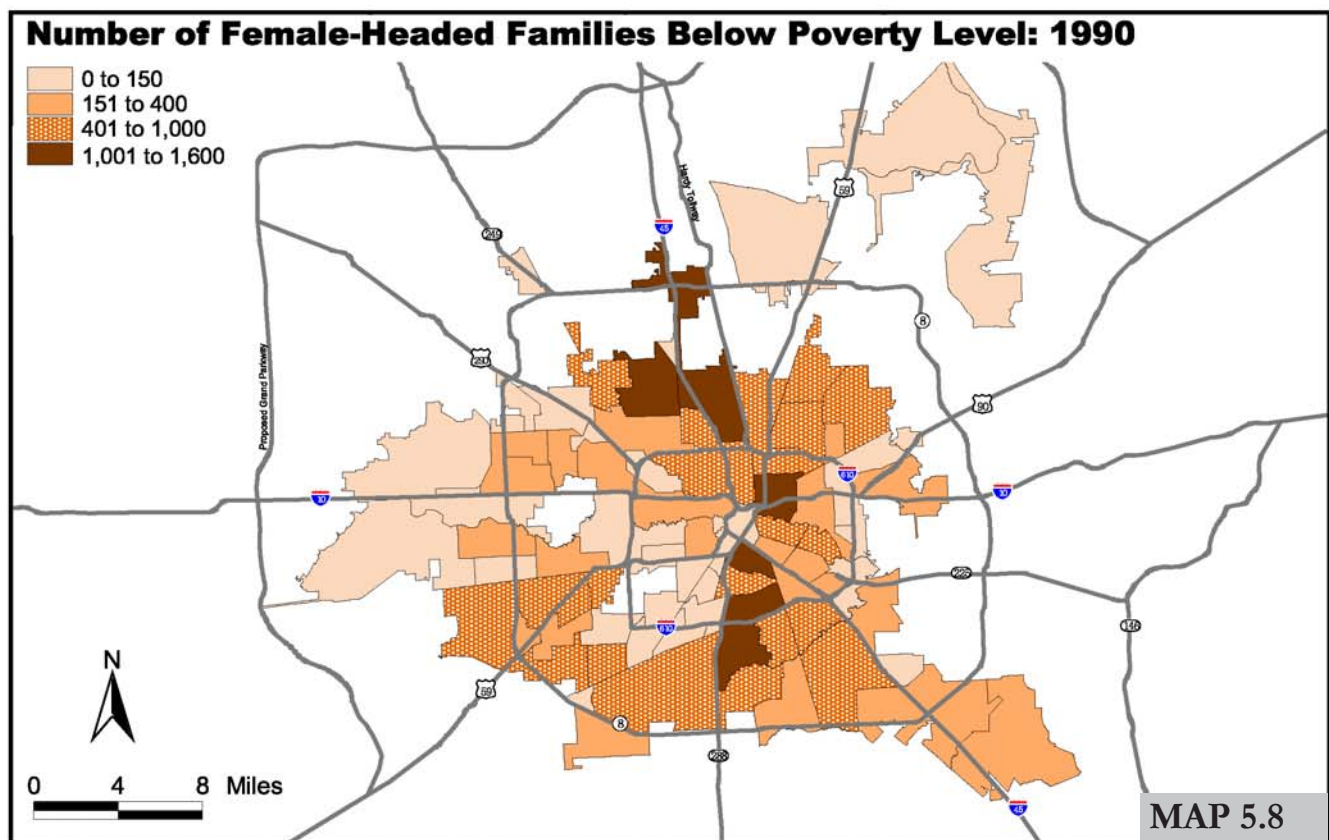 Number of Female-Headed Families Below Poverty Level: 1990
0 to 150
151 to 400
401 to 1,000
1,001 to 1,600
Hardy Tollway
59
45
249
8
290
Proposed Grand Parkway
90
610
10
10
225
146
610
N
59
8
288
0 4 8 Miles
45
MAP 5.8